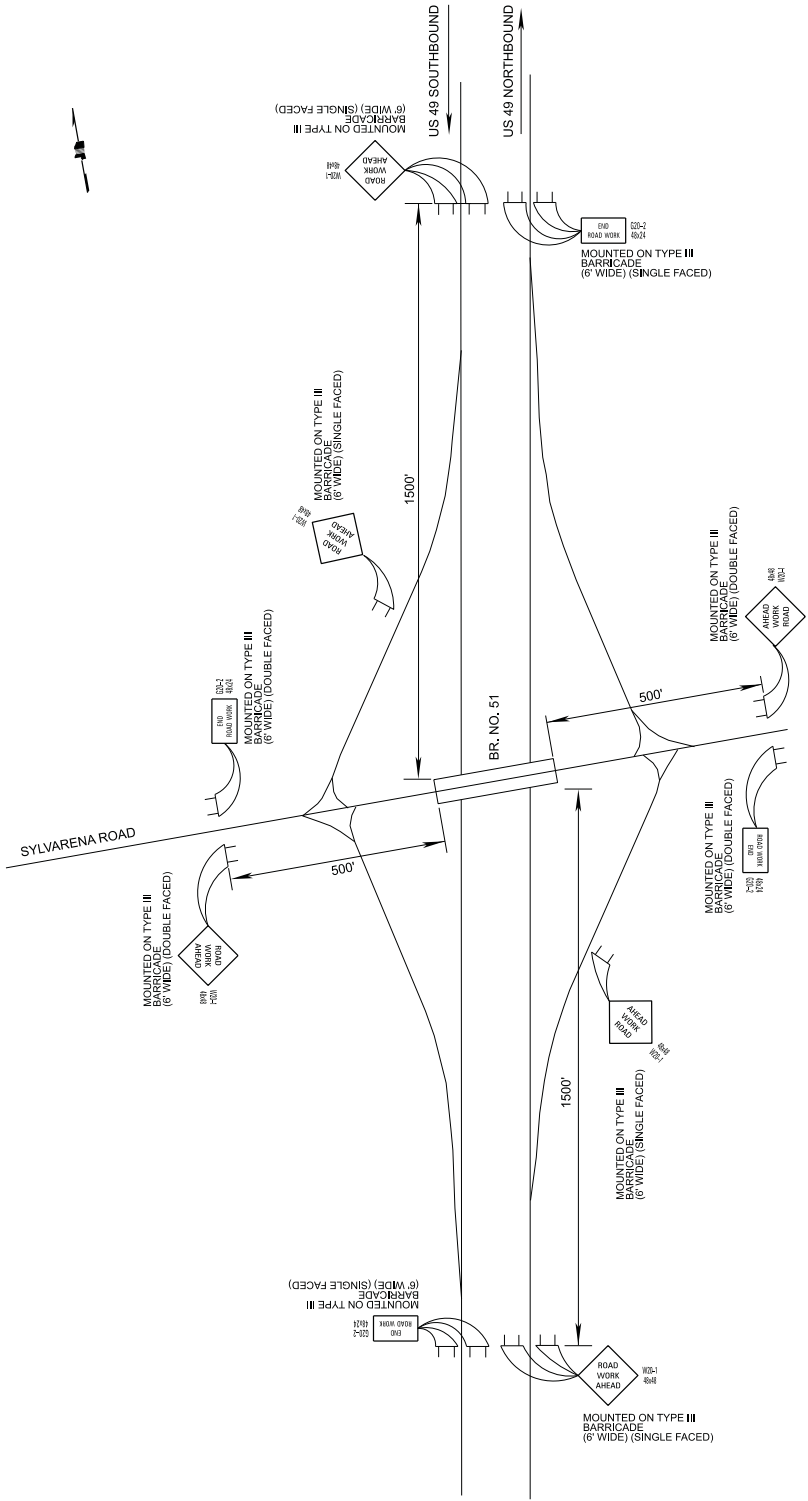 US 49 SOUTHBOUND
US 49 NORTHBOUND
MOUNTED ON TYPE III
BARRICADE
(6' WIDE) (SINGLE FACED)
ROAD
WORK
AHEAD
W20-1
48x48
END
ROAD WORK
G20-2
48x24
MOUNTED ON TYPE III
BARRICADE
(6' WIDE) (SINGLE FACED)
1500'
MOUNTED ON TYPE III
BARRICADE
(6' WIDE) (SINGLE FACED)
ROAD
WORK
AHEAD
W20-1
48x48
MOUNTED ON TYPE III
BARRICADE
(6' WIDE) (DOUBLE FACED)
END
ROAD WORK
G20-2
48x24
MOUNTED ON TYPE III
BARRICADE
(6' WIDE) (DOUBLE FACED)
ROAD
WORK
AHEAD
W20-1
48x48
500'
BR. NO. 51
SYLVARENA ROAD
500'
MOUNTED ON TYPE III
BARRICADE
(6' WIDE) (DOUBLE FACED)
ROAD
WORK
AHEAD
W20-1
48x48
MOUNTED ON TYPE III
BARRICADE
(6' WIDE) (DOUBLE FACED)
END
ROAD WORK
G20-2
48x24
ROAD
WORK
AHEAD
W20-1
48x48
MOUNTED ON TYPE III
BARRICADE
(6' WIDE) (SINGLE FACED)
1500'
MOUNTED ON TYPE III
BARRICADE
(6' WIDE) (SINGLE FACED)
END
ROAD WORK
G20-2
48x24
ROAD
WORK
AHEAD
W20-1
48x48
MOUNTED ON TYPE III
BARRICADE
(6' WIDE) (SINGLE FACED)